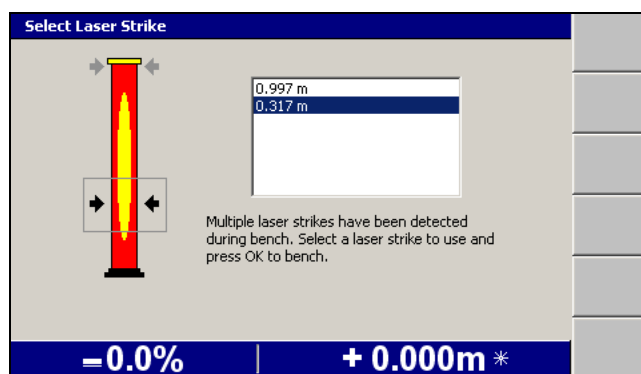 Select Laser Strike
0.997 m
0.317 m
Multiple laser strikes have been detected
during bench. Select a laser strike to use and
press OK to bench.
=0.0% + 0.000m *